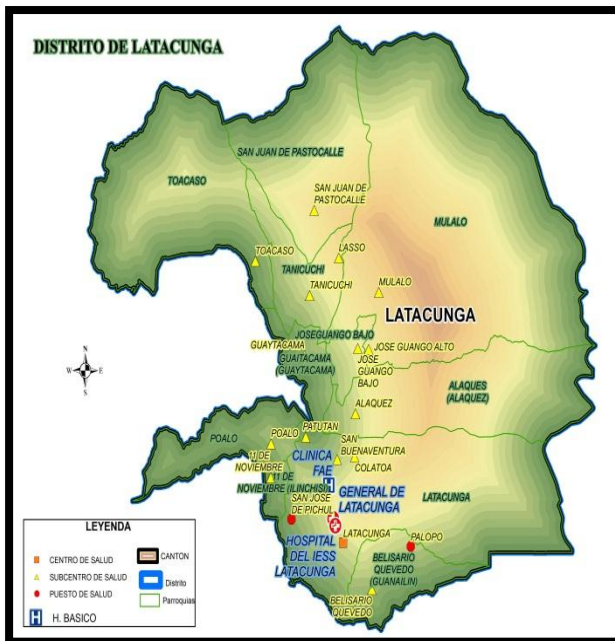 DISTRITO DE LATACUNGA
SAN JUAN DE PASTOCALLE
TOACASO
SAN JUAN DE
PASTOCALLE
MULALO
TOACASO
LASSO
TANICUCHI
TANICUCHI
MULALO
LATACUNGA
JOSEGUANGO BAJO
GUAYTACAMA
GUAITACAMA
(GUAYTACAMA)
JOSE GUANGO ALTO
JOSE
GUANGO
BAJO
ALAQUES
(ALAQUEZ)
ALAQUEZ
N
W
E
S
POALO
POALO
PATUTAN
SAN
BUENAVENTURA
COLATOA
CLINICA
FAE
11 DE
NOVIEMBRE
11 DE
NOVIEMBRE (ILINCHISI)
GENERAL DE
LATACUNGA
LATACUNGA
SAN JOSE
DE PICHUL
LATACUNGA
PALOPO
HOSPITAL
DEL IESS
LATACUNGA
BELISARIO
QUEVEDO
(GUANAILIN)
BELISARIO
QUEVEDO
LEYENDA
CENTRO DE SALUD
SUBCENTRO DE SALUD
PUESTO DE SALUD
H
H. BASICO
CANTON
Distrito
Parroquias
H